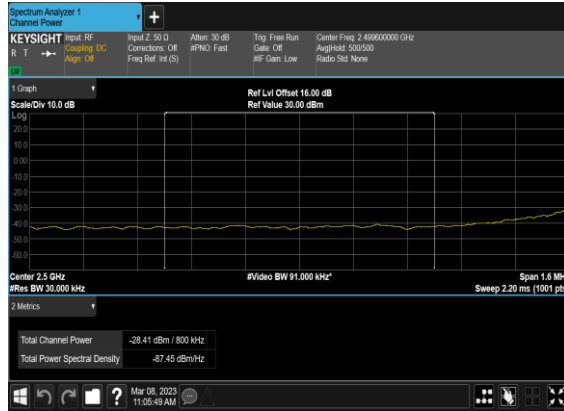 Spectrum Analyzer 1
Channel Power
+
KEYSIGHT
R T
LXI
Input: RF
Coupling: DC
Align: Off
Input Z: 50 Ω
Corrections: Off
Freq Ref: Int (S)
Atten: 30 dB
#PNO: Fast
Trig: Free Run
Gate: Off
#IF Gain: Low
Center Freq: 2.499600000 GHz
Avg|Hold: 500/500
Radio Std: None
1 Graph
Scale/Div 10.0 dB
Ref Lvl Offset 16.00 dB
Ref Value 30.00 dBm
Log
20.0
10.0
0.00
-10.0
-20.0
-30.0
-40.0
-50.0
-60.0
Center 2.5 GHz
#Res BW 30.000 kHz
#Video BW 91.000 kHz*
Span 1.6 MH
Sweep 2.20 ms (1001 pts
2 Metrics
Total Channel Power -28.41 dBm / 800 kHz
Total Power Spectral Density -87.45 dBm/Hz
?
Mar 08, 2023
11:05:49 AM